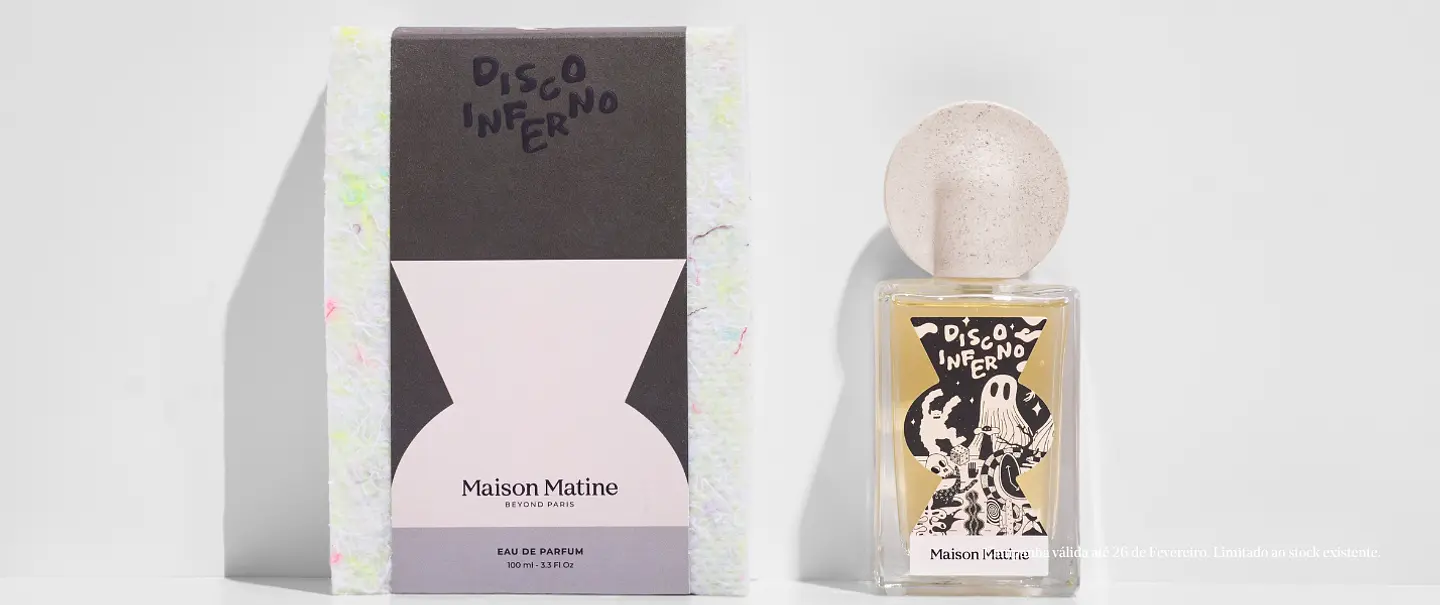 DISCO
INFERNO
Maison Matine
BEYOND PARIS
EAU DE PARFUM
100 ml - 3.3 Fl Oz
DISCO
INFERNO
Maison Matine
válida até 26 de Fevereiro. Limitado ao stock existente.